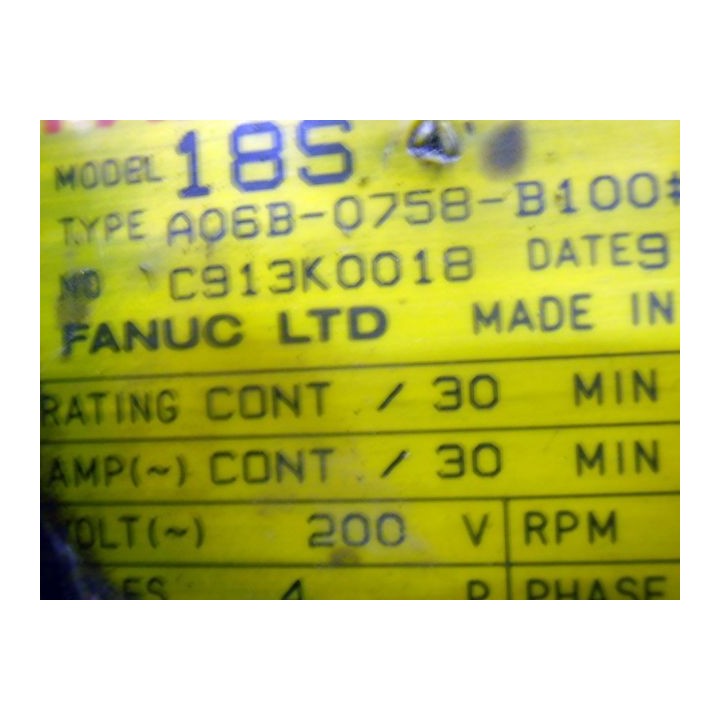 MODEL 18S
TYPE A06B-0758-B100#
NO C913K0018 DATE9
FANUC LTD MADE IN
RATING CONT / 30 MIN
AMP(~) CONT / 30 MIN
VOLT(~) 200 V RPM
4 P PHASE